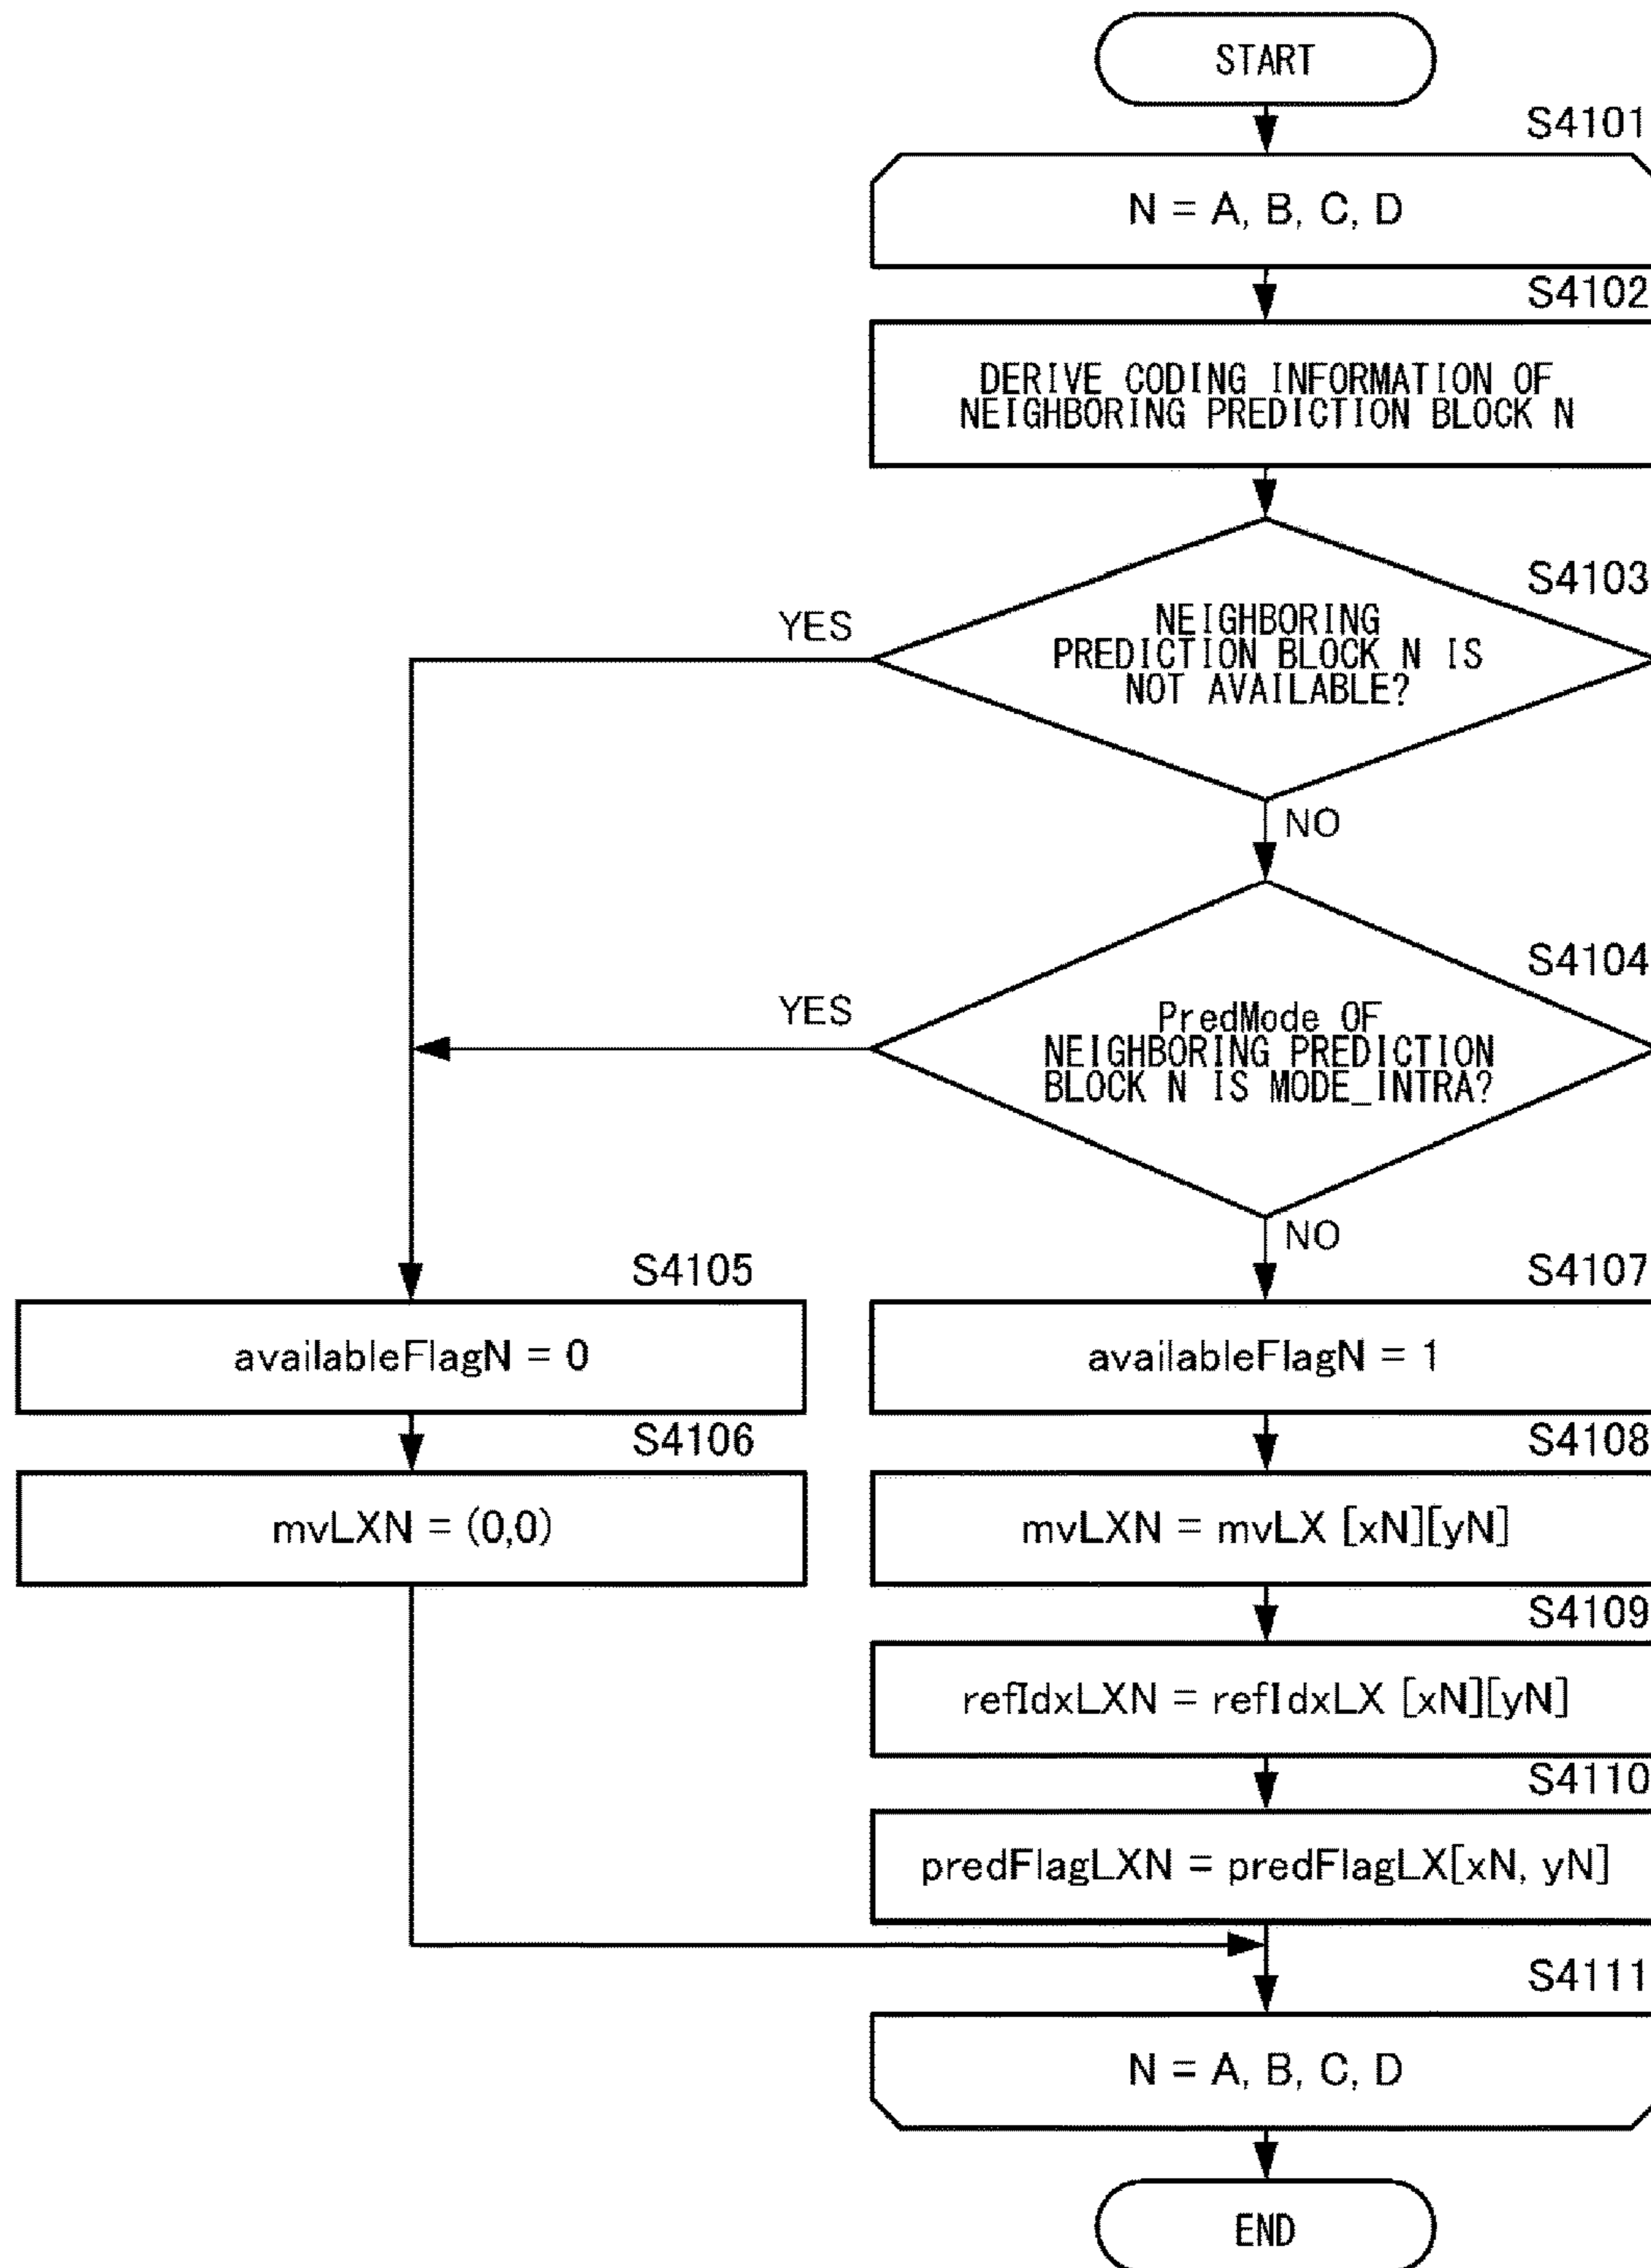 START
S4101
N = A, B, C, D
S4102
DERIVE CODING INFORMATION OF
NEIGHBORING PREDICTION BLOCK N
S4103
YES
NEIGHBORING
PREDICTION BLOCK N IS
NOT AVAILABLE?
NO
S4104
YES
PredMode OF
NEIGHBORING PREDICTION
BLOCK N IS MODE_INTRA?
NO
S4105
S4107
availableFlagN = 0
availableFlagN = 1
S4106
S4108
mvLXN = (0,0)
mvLXN = mvLX [xN][yN]
S4109
refIdxLXN = refIdxLX [xN][yN]
S4110
predFlagLXN = predFlagLX[xN, yN]
S4111
N = A, B, C, D
END